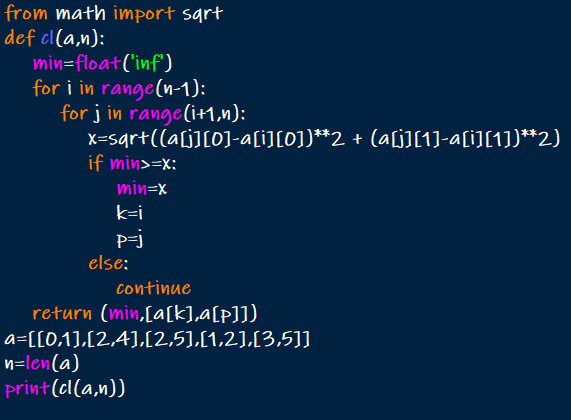 from math import sqrt
def cl(a,n):
    min=float('inf')
    for i in range(n-1):
        for j in range(i+1,n):
            x=sqrt((a[j][0]-a[i][0])**2 + (a[j][1]-a[i][1])**2)
            if min>=x:
                min=x
                k=i
                p=j
            else:
                continue
    return (min,[a[k],a[p]])
a=[[0,1],[2,4],[2,5],[1,2],[3,5]]
n=len(a)
print(cl(a,n))